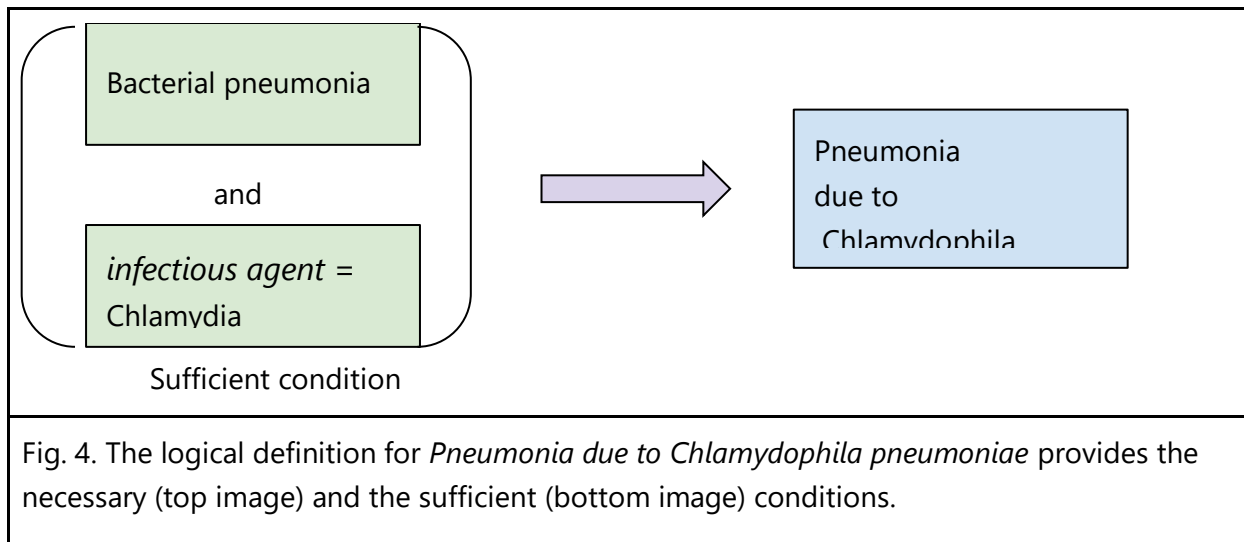 Bacterial pneumonia
and
infectious agent =
Chlamydia
Sufficient condition
Pneumonia
due to
Chlamydophila
Fig. 4. The logical definition for Pneumonia due to Chlamydophila pneumoniae provides the
necessary (top image) and the sufficient (bottom image) conditions.